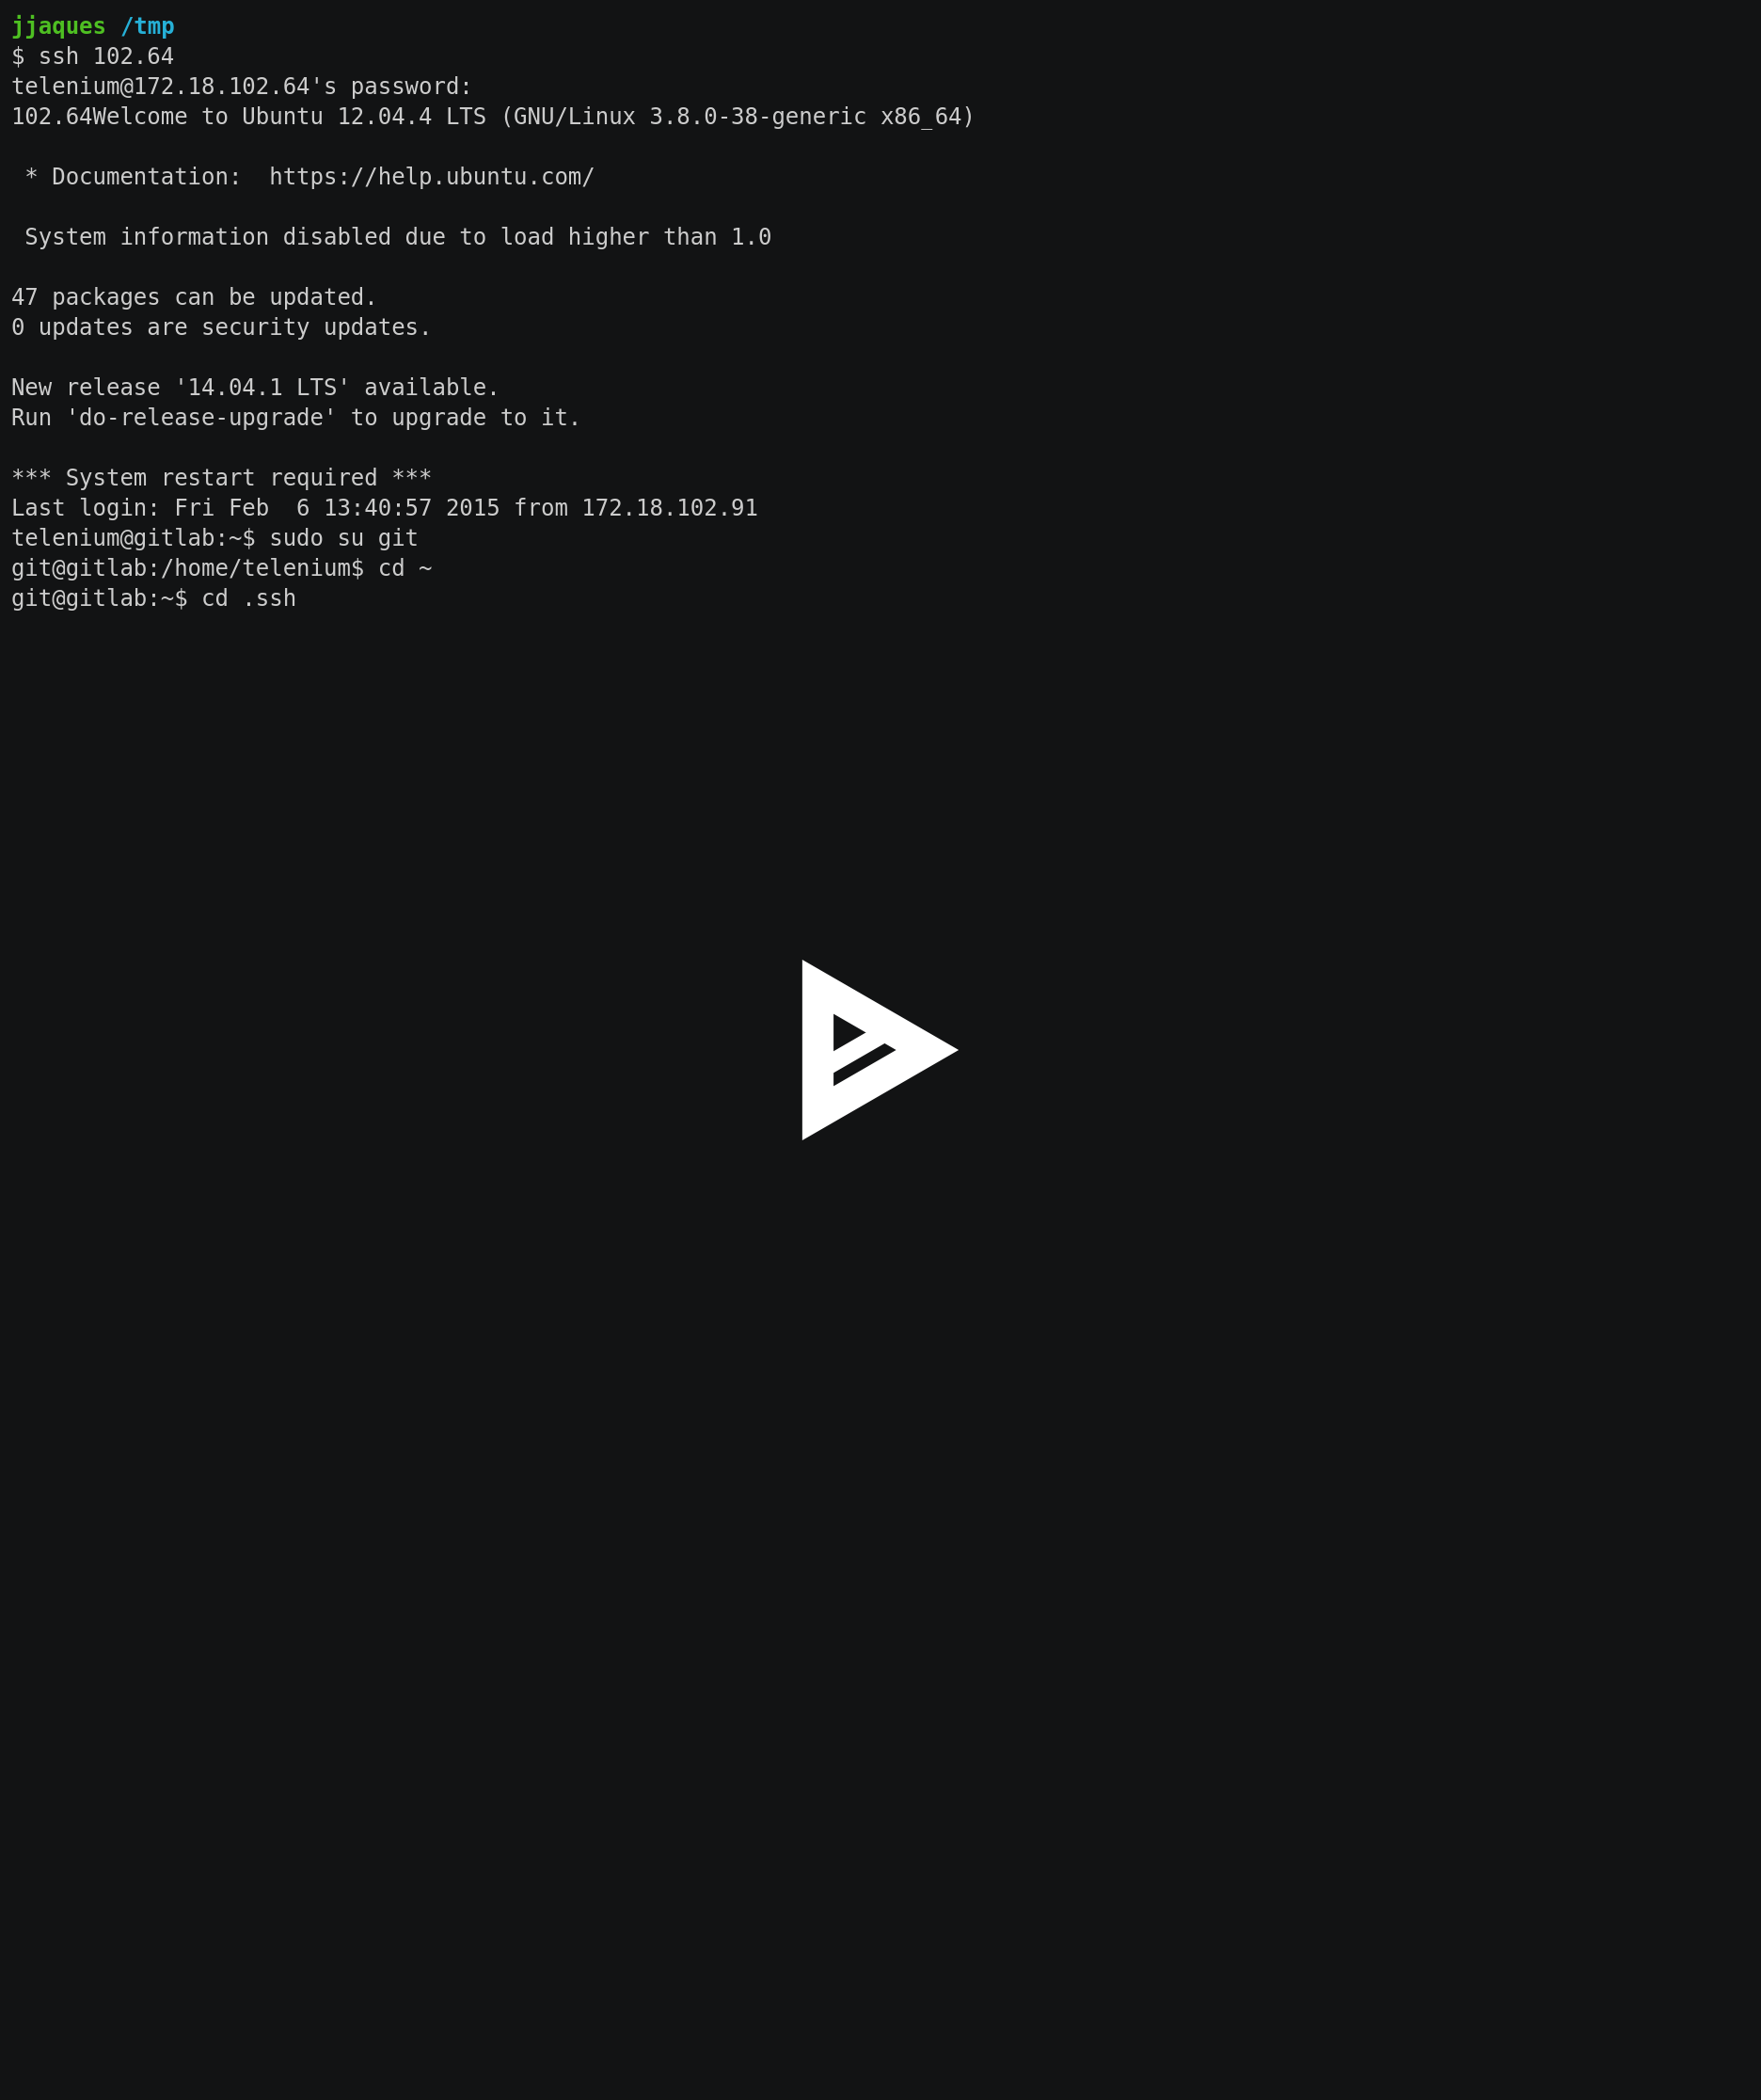 jjaques /tmp
$ ssh 102.64
telenium@172.18.102.64's password:
102.64Welcome to Ubuntu 12.04.4 LTS (GNU/Linux 3.8.0-38-generic x86_64)
* Documentation:  https://help.ubuntu.com/
System information disabled due to load higher than 1.0
47 packages can be updated.
0 updates are security updates.
New release '14.04.1 LTS' available.
Run 'do-release-upgrade' to upgrade to it.
*** System restart required ***
Last login: Fri Feb  6 13:40:57 2015 from 172.18.102.91
telenium@gitlab:~$ sudo su git
git@gitlab:/home/telenium$ cd ~
git@gitlab:~$ cd .ssh